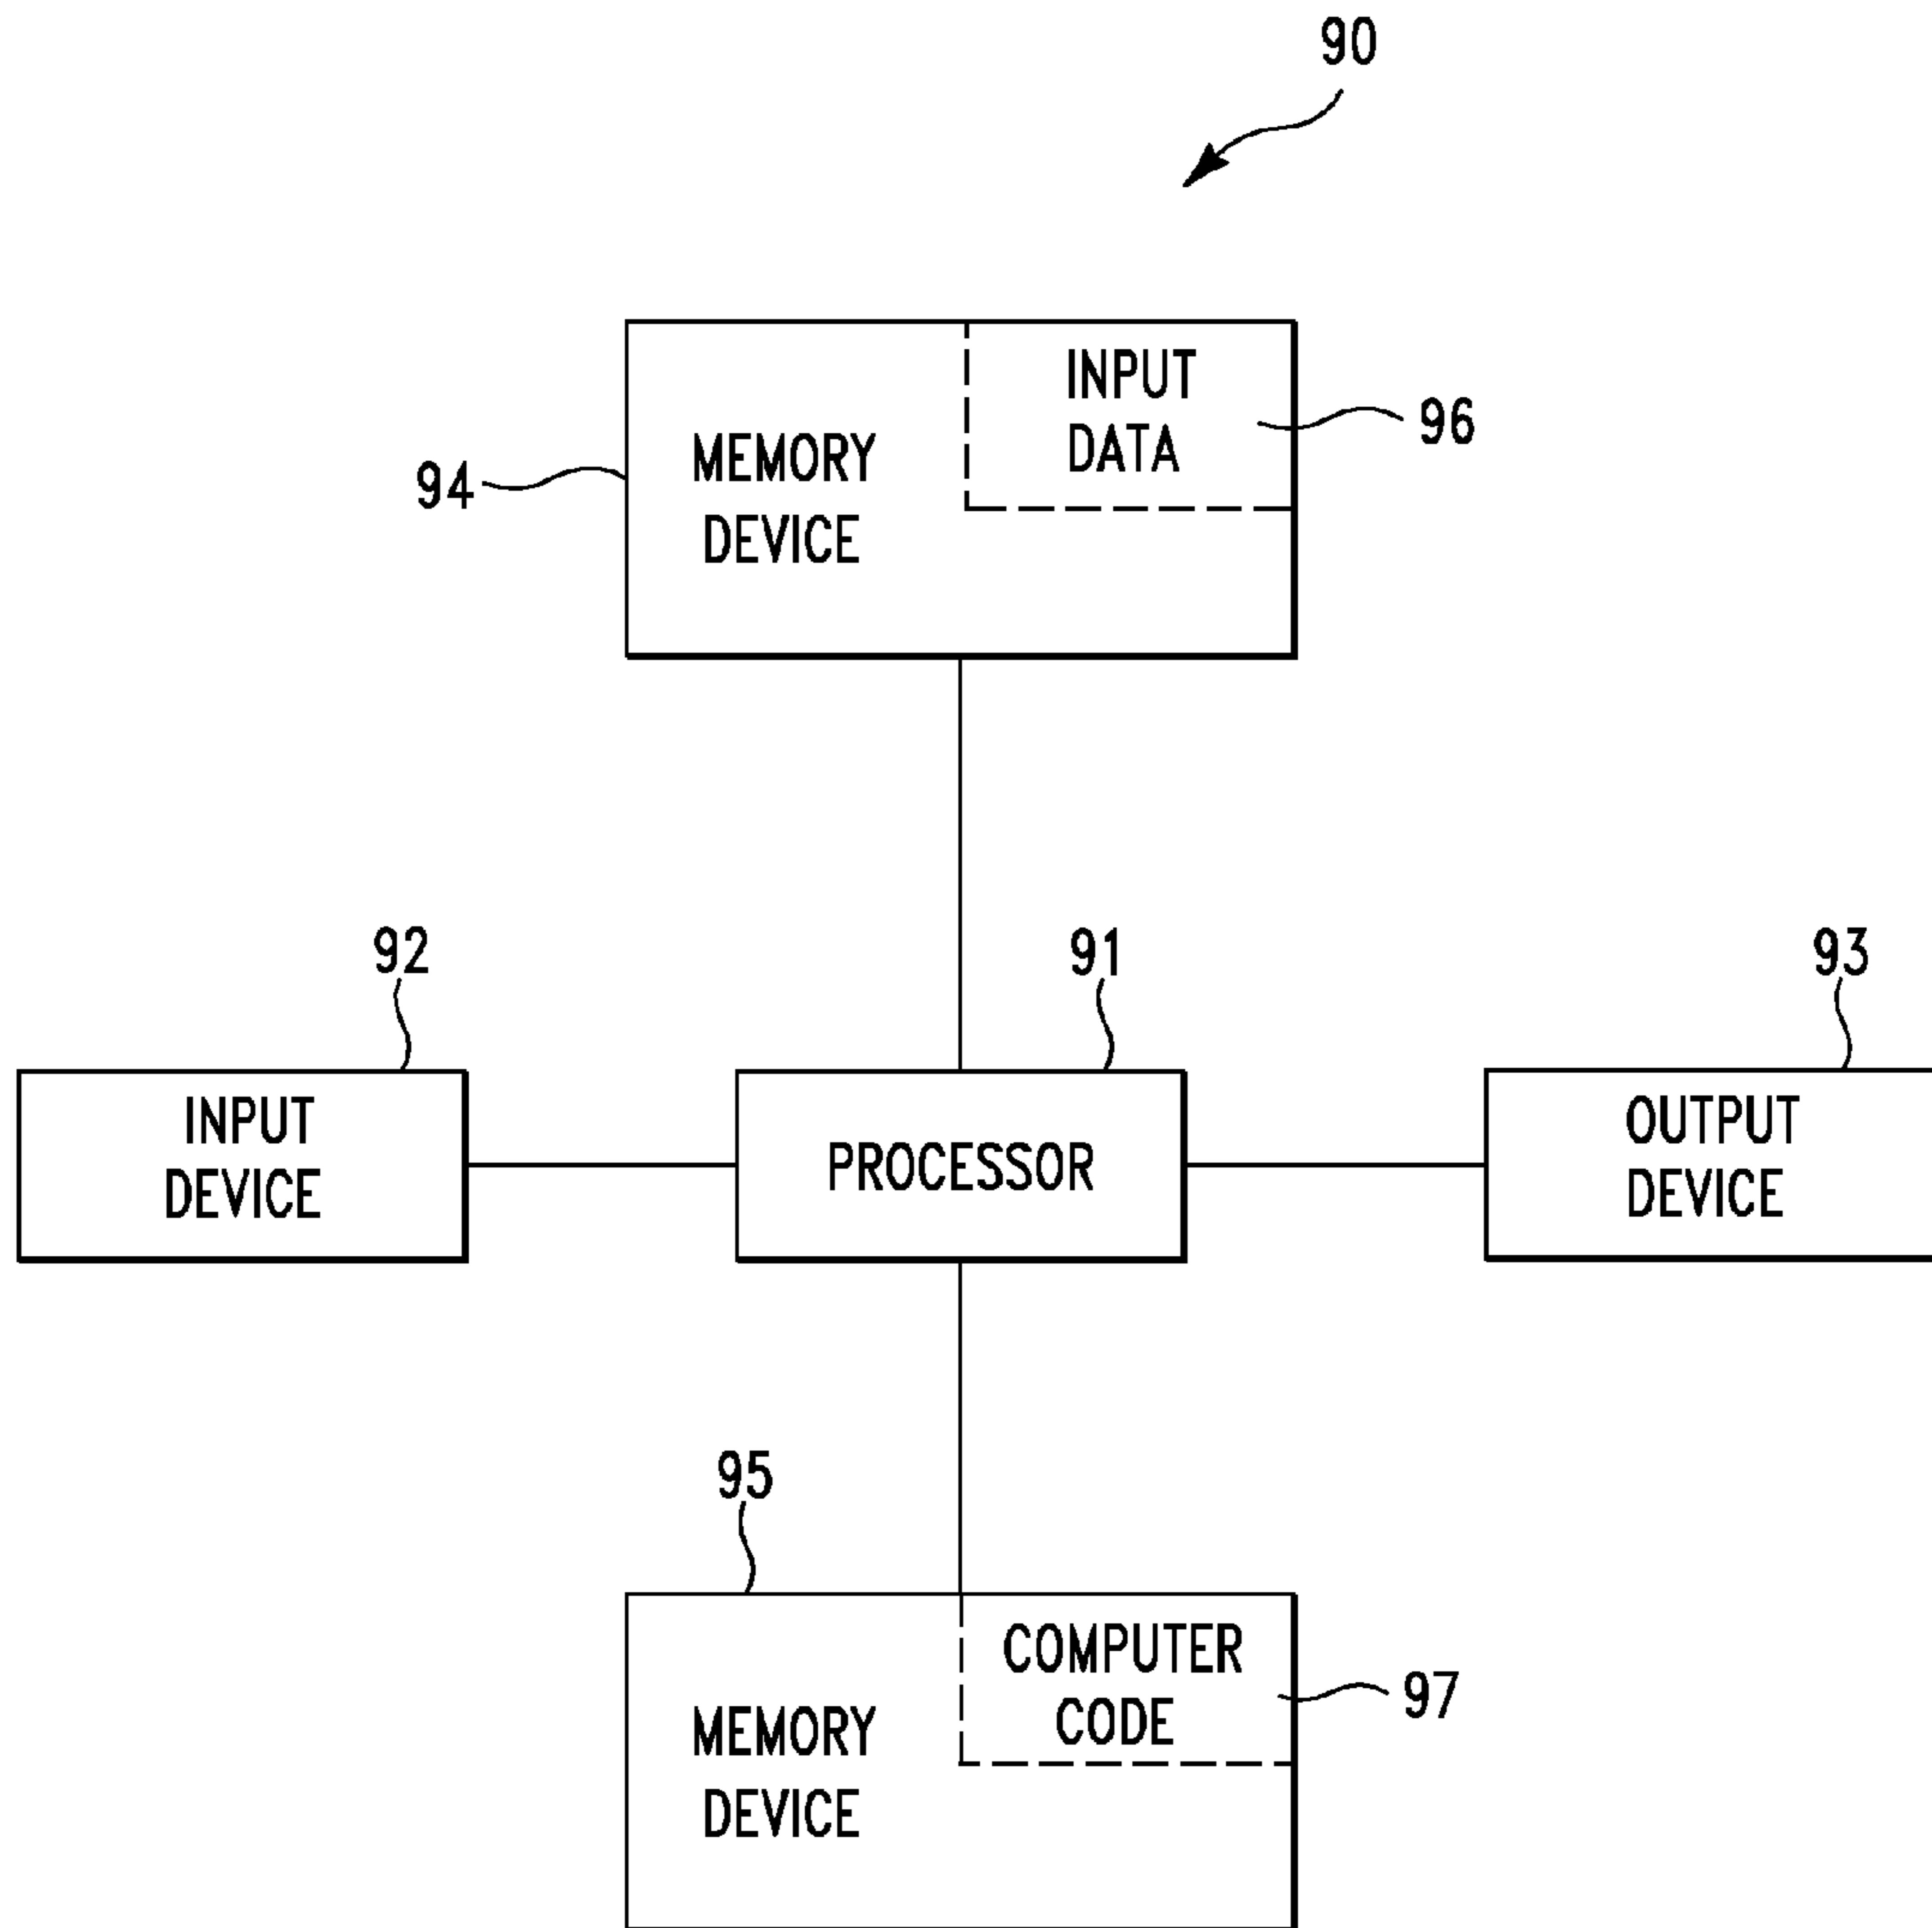 90
INPUT
DATA
96
MEMORY
DEVICE
94
92
91
93
INPUT
DEVICE
PROCESSOR
OUTPUT
DEVICE
95
COMPUTER
CODE
97
MEMORY
DEVICE